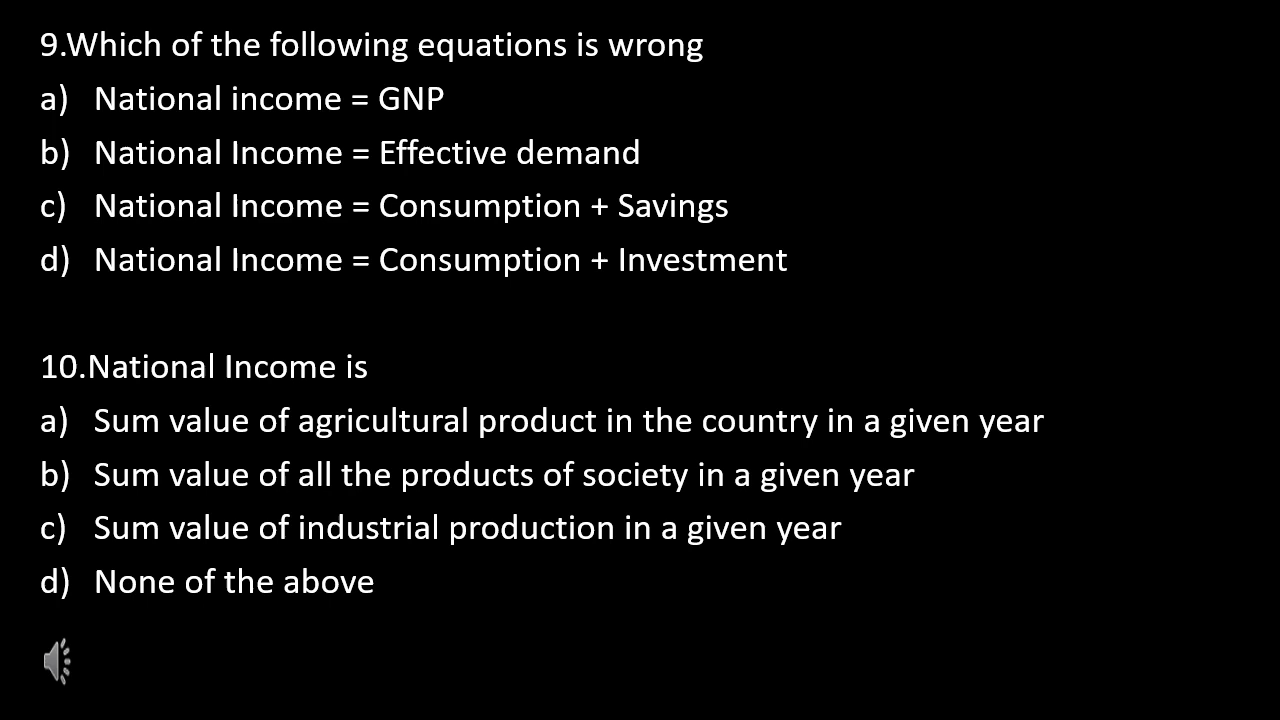 9.Which of the following equations is wrong
a) National income = GNP
b) National Income = Effective demand
c) National Income = Consumption + Savings
d) National Income = Consumption + Investment
10.National Income is
a) Sum value of agricultural product in the country in a given year
b) Sum value of all the products of society in a given year
c) Sum value of industrial production in a given year
d) None of the above